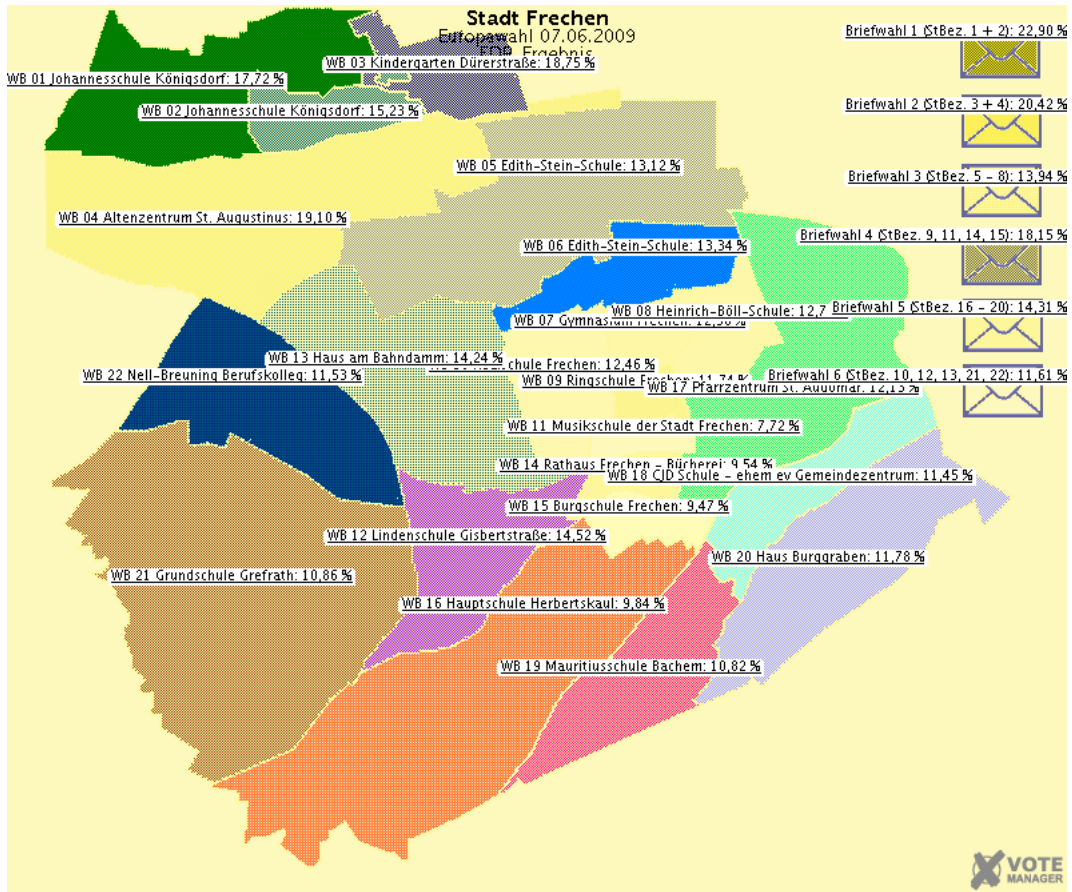 Stadt Frechen
Europawahl 07.06.2009
FDP, Ergebnis
Briefwahl 1 (StBez. 1 + 2): 22,90 %
WB 03 Kindergarten Dürerstraße: 18,75 %
WB 01 Johannesschule Königsdorf: 17,72 %
Briefwahl 2 (StBez. 3 + 4): 20,42 %
WB 02 Johannesschule Königsdorf: 15,23 %
WB 05 Edith-Stein-Schule: 13,12 %
Briefwahl 3 (StBez. 5 - 8): 13,94 %
WB 04 Altenzentrum St. Augustinus: 19,10 %
Briefwahl 4 (StBez. 9, 11, 14, 15): 18,15 %
WB 06 Edith-Stein-Schule: 13,34 %
WB 08 Heinrich-Böll-Schule: 12,7
Briefwahl 5 (StBez. 16 - 20): 14,31 %
WB 07 Gymnasium Frechen:
WB 13 Haus am Bahndamm: 14,24 %
schule Frechen: 12,46 %
WB 22 Nell-Breuning Berufskolleg: 11,53 %
WB 09 Ringschule Frechen: 11,74 %
Briefwahl 6 (StBez. 10, 12, 13, 21, 22): 11,61 %
WB 17 Pfarrzentrum St. Audomar: 12,13 %
WB 11 Musikschule der Stadt Frechen: 7,72 %
WB 14 Rathaus Frechen - Bücherei: 9,54 %
WB 18 CJD Schule - ehem ev Gemeindezentrum: 11,45 %
WB 15 Burgschule Frechen: 9,47 %
WB 12 Lindenschule Gisbertstraße: 14,52 %
WB 20 Haus Burggraben: 11,78 %
WB 21 Grundschule Grefrath: 10,86 %
WB 16 Hauptschule Herbertskaul: 9,84 %
WB 19 Mauritiusschule Bachem: 10,82 %
VOTE
MANAGER